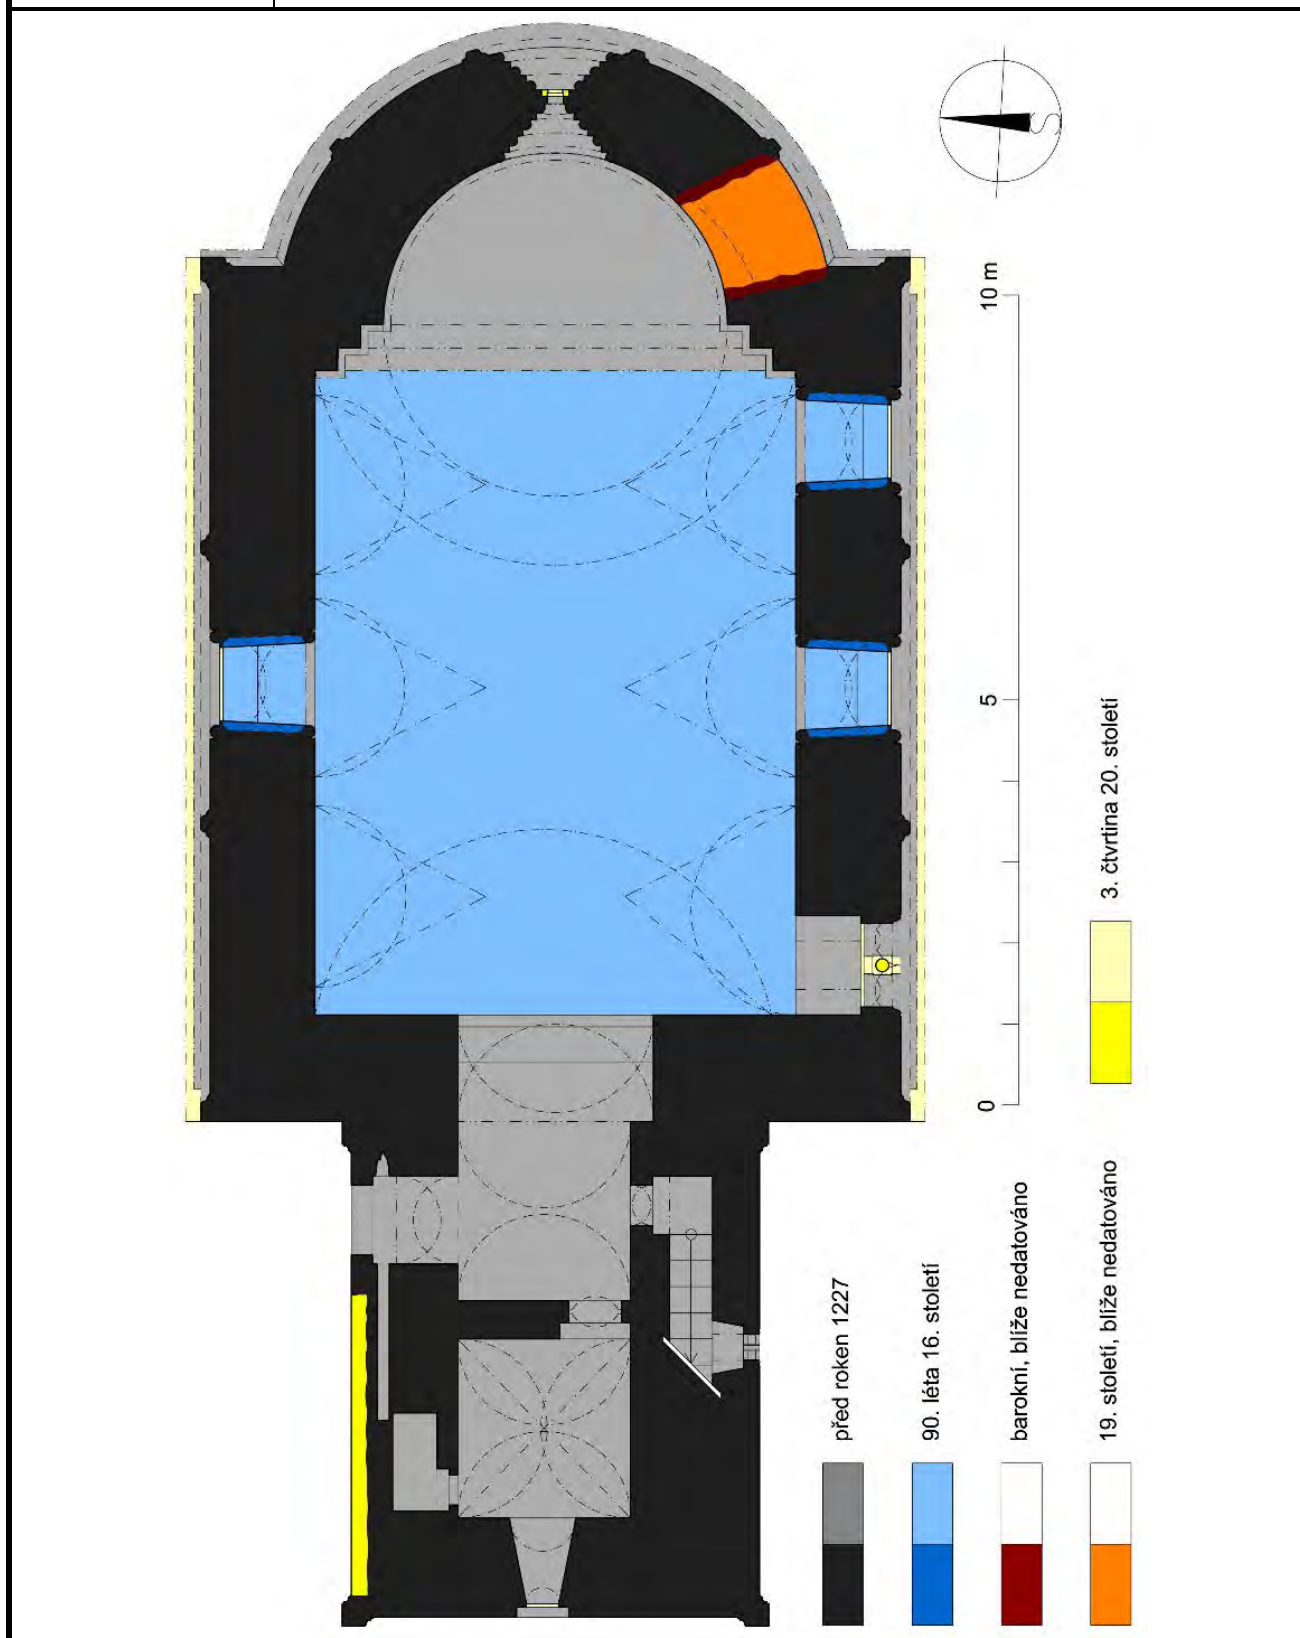 S
10 m
5
0
před roken 1227
90. léta 16. století
barokní, blíže nedatováno
19. století, blíže nedatováno
3. čtvrtina 20. století